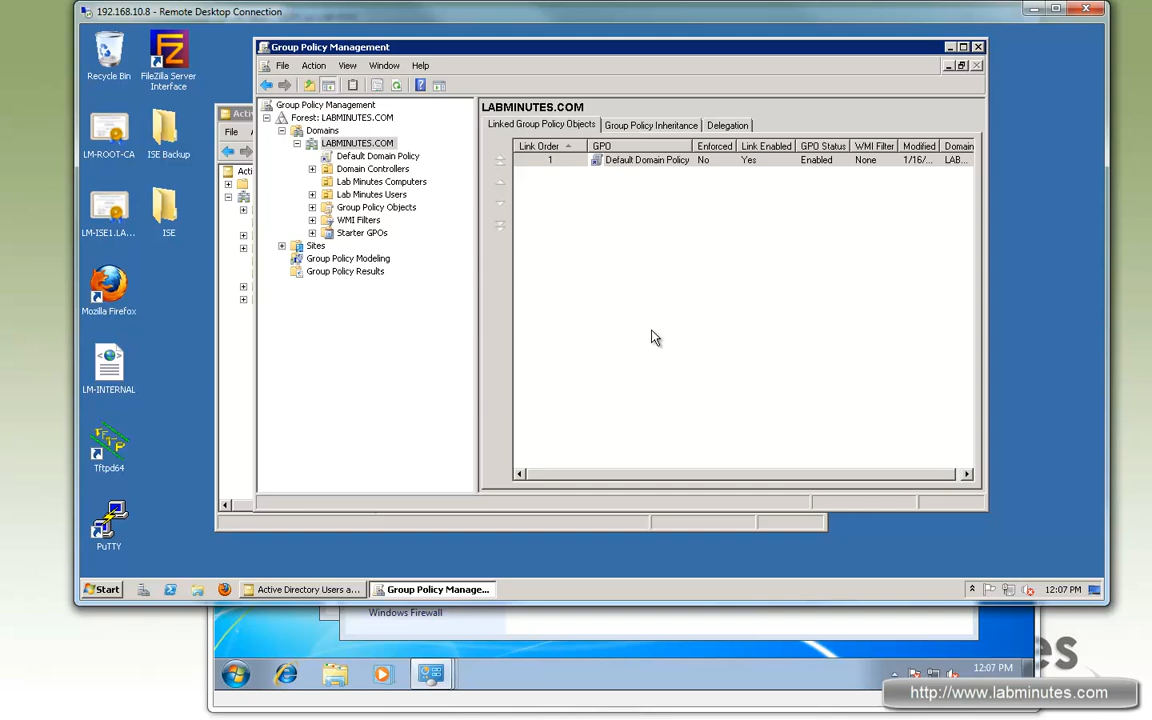 192.168.10.8 - Remote Desktop Connection
Recycle Bin
FileZilla Server
Interface
LM-ROOT-CA
ISE Backup
LM-ISE1.LA...
ISE
Mozilla Firefox
LM-INTERNAL
Tftpd64
PuTTY
Acti
File
Acti
Group Policy Management
File Action View Window Help
Group Policy Management
Forest: LABMINUTES.COM
Domains
LABMINUTES.COM
Default Domain Policy
Domain Controllers
Lab Minutes Computers
Lab Minutes Users
Group Policy Objects
WMI Filters
Starter GPOs
Sites
Group Policy Modeling
Group Policy Results
LABMINUTES.COM
Linked Group Policy Objects Group Policy Inheritance Delegation
Link Order GPO Enforced Link Enabled GPO Status WMI Filter Modified Domain
1 Default Domain Policy No Yes Enabled None 1/16/... LAB...
Start Active Directory Users a... Group Policy Manage... 12:07 PM
Windows Firewall
12:07 PM
es
http://www.labminutes.com